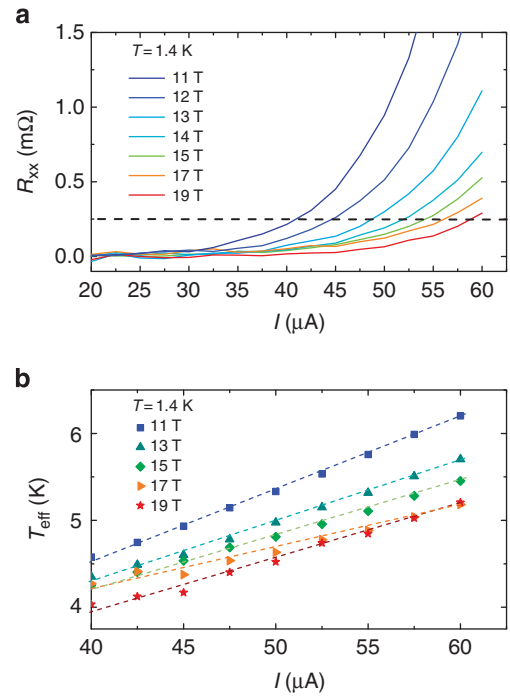 a
T = 1.4 K
11 T
12 T
13 T
14 T
15 T
17 T
19 T
1.5
1.0
0.5
0.0
Rxx (mΩ)
20 25 30 35 40 45 50 55 60
I (μA)
b
T = 1.4 K
11 T
13 T
15 T
17 T
19 T
6
5
4
Teff (K)
40 45 50 55 60
I (μA)